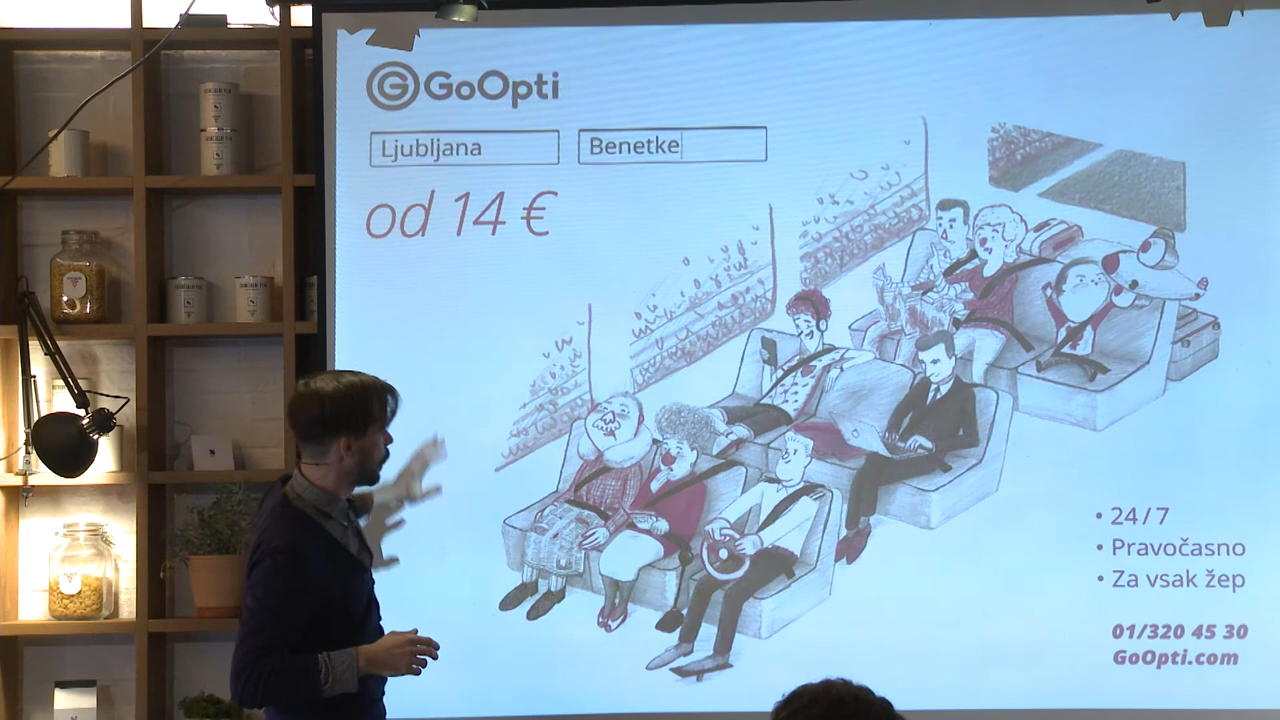 GoOpti
Ljubljana
Benetke
od 14 €
• 24/7
• Pravočasno
• Za vsak žep
01/320 45 30
GoOpti.com